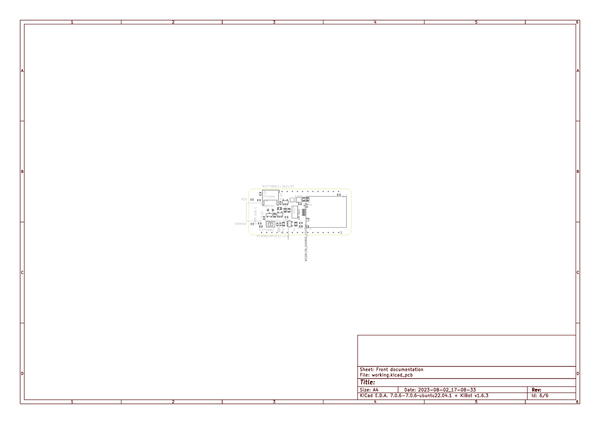 1 2 3 4 5 6
A A
B B
C C
D D
Sheet: Front documentation
File: working.kicad_pcb
Title:
Size: A4 Date: 2023-08-02_17-08-33 Rev:
KiCad E.D.A. 7.0.6-7.0.6~ubuntu22.04.1 + KiBot v1.6.3 Id: 6/6
1 2 3 4 5 6